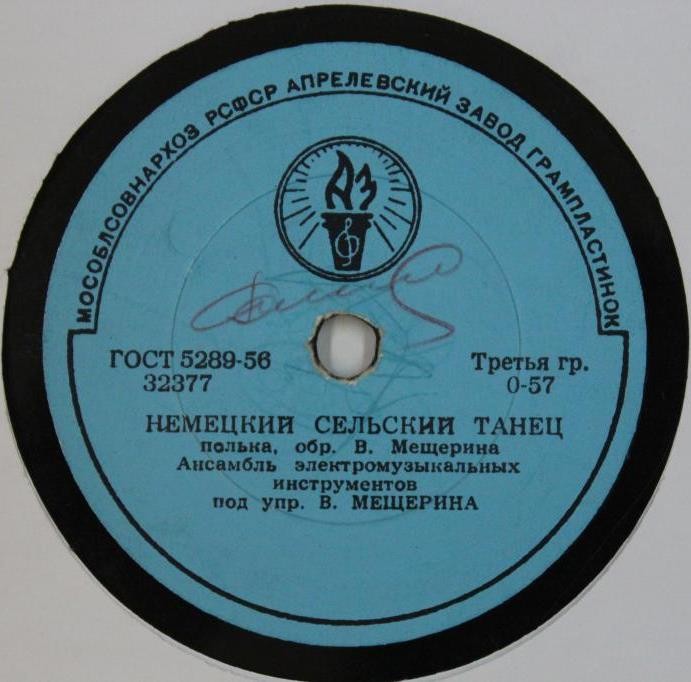 МОСОБЛСОВНАРХОЗ РСФСР АПРЕЛЕВСКИЙ ЗАВОД ГРАМПЛАСТИНОК
АЗ
ГОСТ 5289-56
32377
Третья гр.
0-57
НЕМЕЦКИЙ СЕЛЬСКИЙ ТАНЕЦ
полька, обр. В. Мещерина
Ансамбль электромузыкальных
инструментов
под упр. В. МЕЩЕРИНА